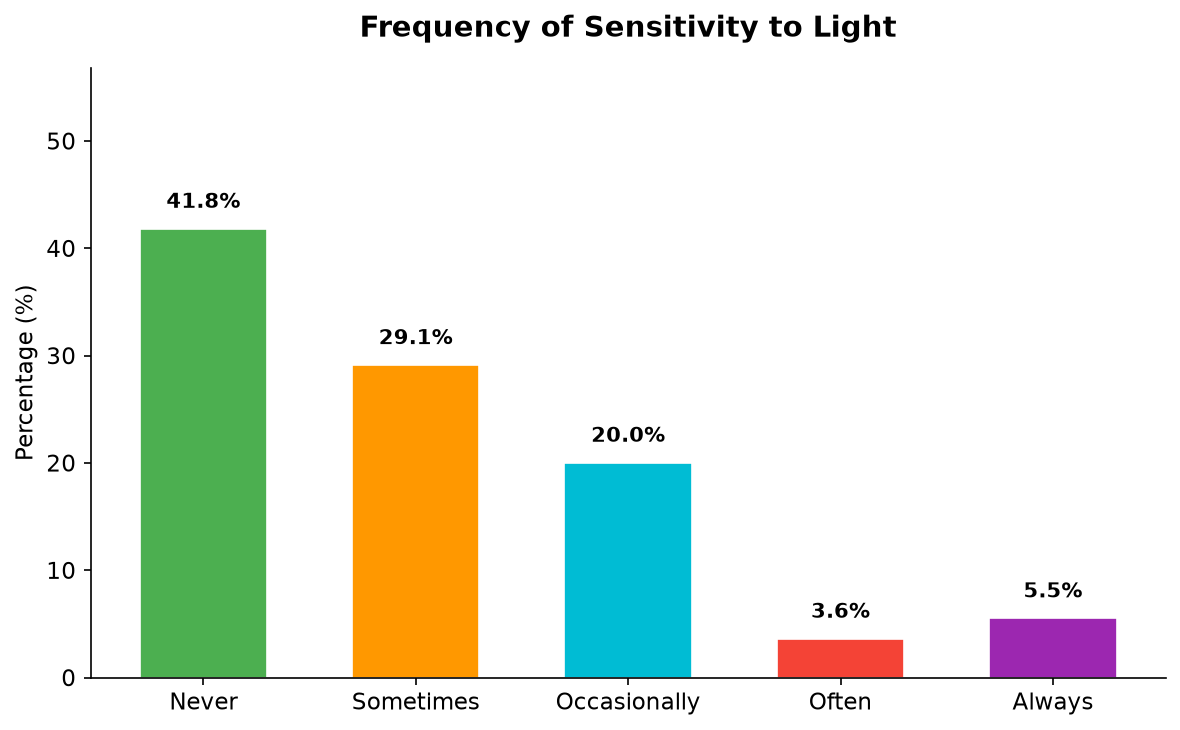 Frequency of Sensitivity to Light
Percentage (%)
50
40
30
20
10
0
41.8%
29.1%
20.0%
3.6%
5.5%
Never
Sometimes
Occasionally
Often
Always